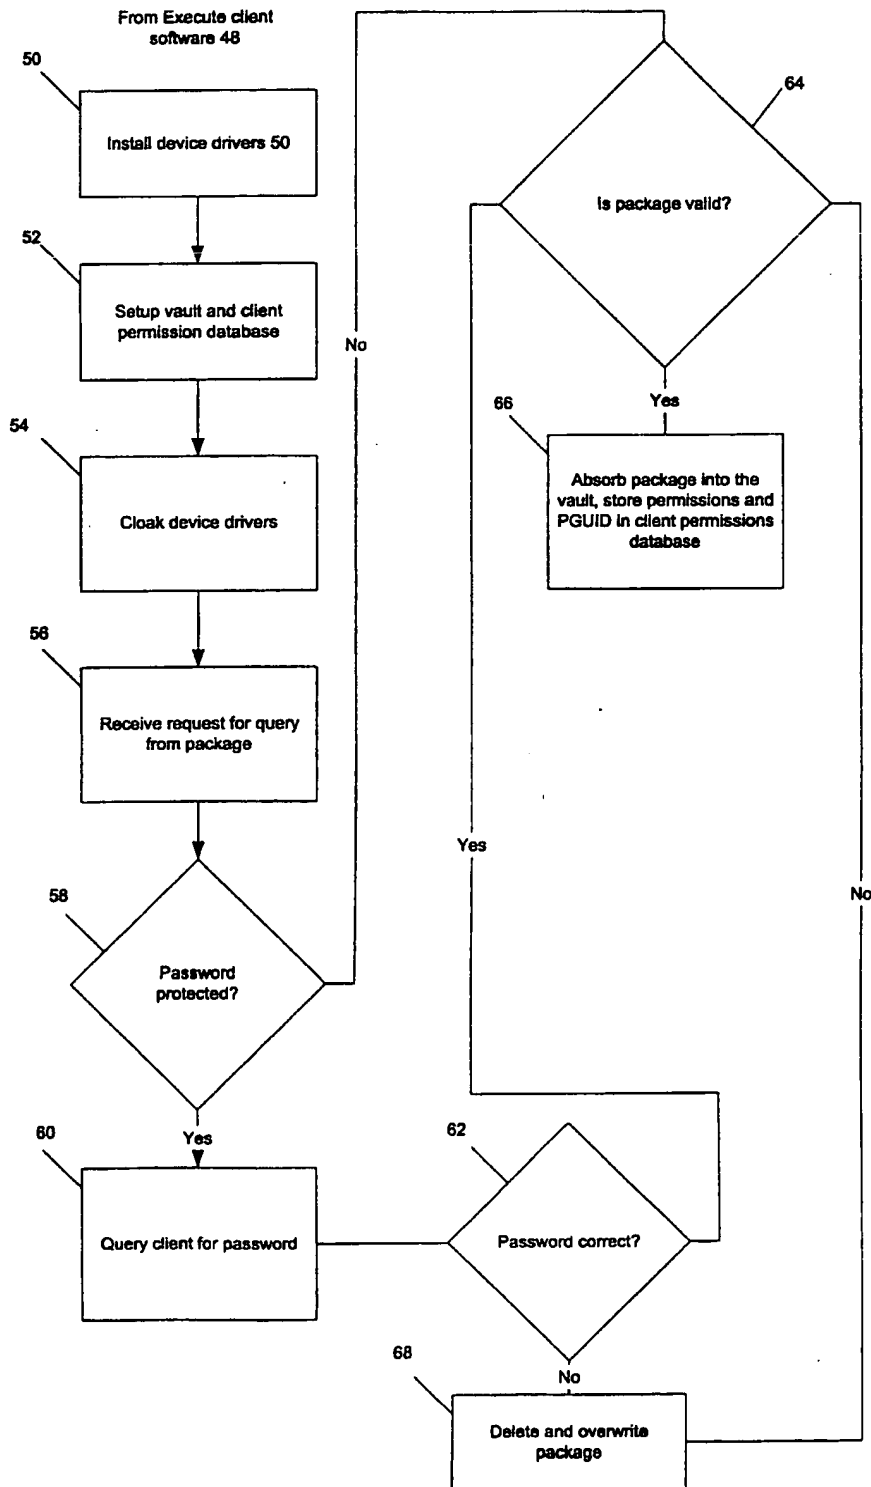 From Execute client
software 48
50
Install device drivers 50
52
Setup vault and client
permission database
54
Cloak device drivers
56
Receive request for query
from package
58
Password
protected?
No
Yes
60
Query client for password
62
Password correct?
Yes
No
64
Is package valid?
Yes
66
Absorb package into the
vault, store permissions and
PGUID in client permissions
database
No
68
Delete and overwrite
package